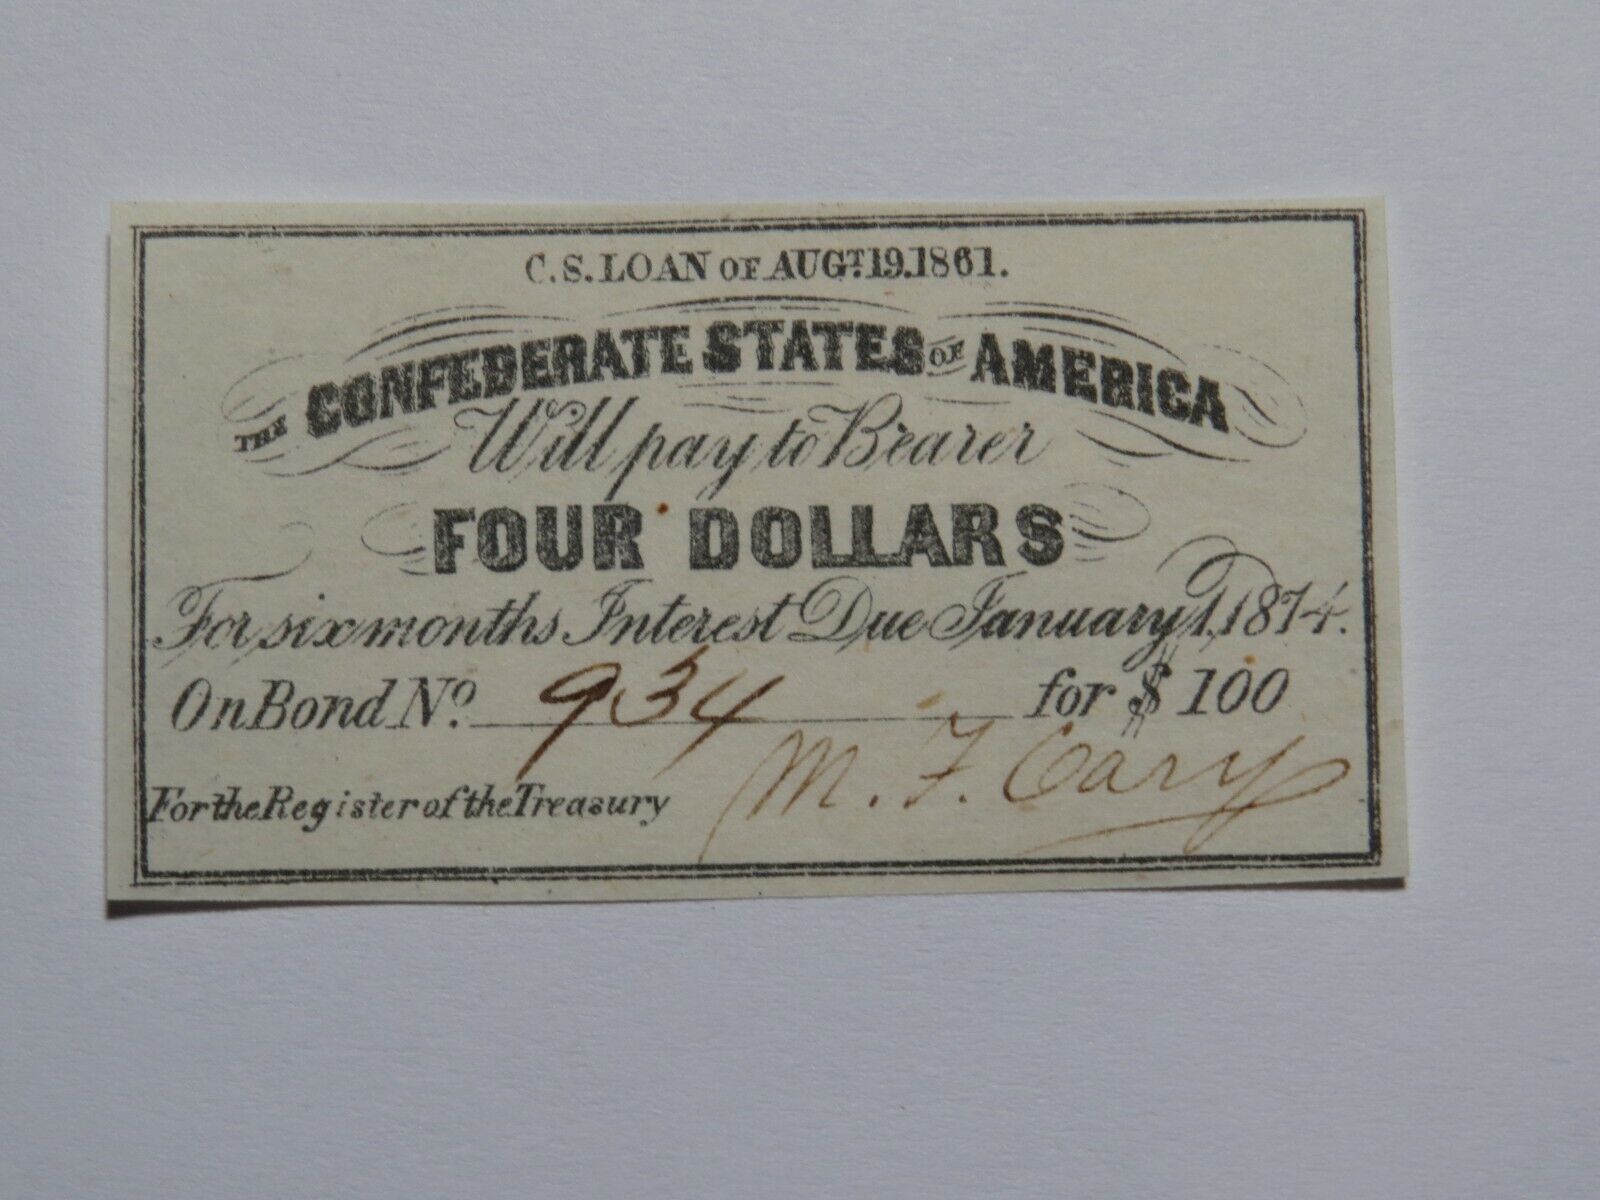 C.S. LOAN OF AUGT. 19. 1861.
THE CONFEDERATE STATES OF AMERICA
Will pay to Bearer
FOUR DOLLARS
For six months Interest Due January 1, 1874.
On Bond No. 934 for $100
For the Register of the Treasury M. F. Cary